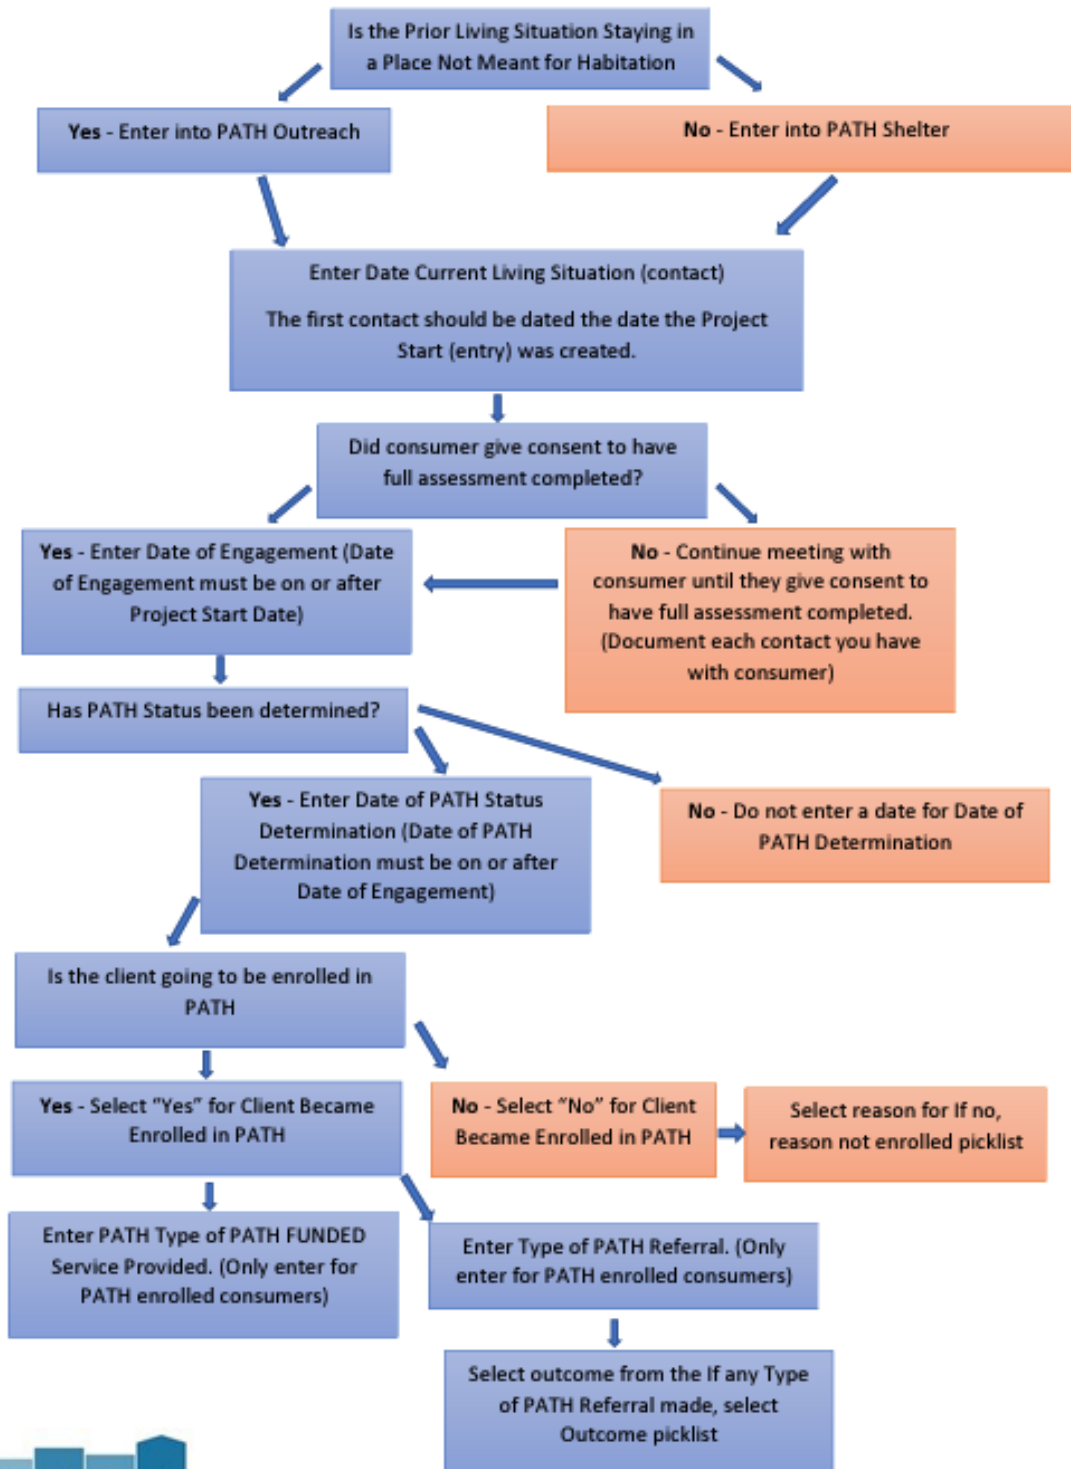 Is the Prior Living Situation Staying in
a Place Not Meant for Habitation
Yes - Enter into PATH Outreach
No - Enter into PATH Shelter
Enter Date Current Living Situation (contact)
The first contact should be dated the date the Project
Start (entry) was created.
Did consumer give consent to have
full assessment completed?
Yes - Enter Date of Engagement (Date
of Engagement must be on or after
Project Start Date)
No - Continue meeting with
consumer until they give consent to
have full assessment completed.
(Document each contact you have
with consumer)
Has PATH Status been determined?
Yes - Enter Date of PATH Status
Determination (Date of PATH
Determination must be on or after
Date of Engagement)
No - Do not enter a date for Date of
PATH Determination
Is the client going to be enrolled in
PATH
Yes - Select "Yes" for Client Became
Enrolled in PATH
No - Select "No" for Client
Became Enrolled in PATH
Select reason for If no,
reason not enrolled picklist
Enter PATH Type of PATH FUNDED
Service Provided. (Only enter for
PATH enrolled consumers)
Enter Type of PATH Referral. (Only
enter for PATH enrolled consumers)
Select outcome from the If any Type
of PATH Referral made, select
Outcome picklist